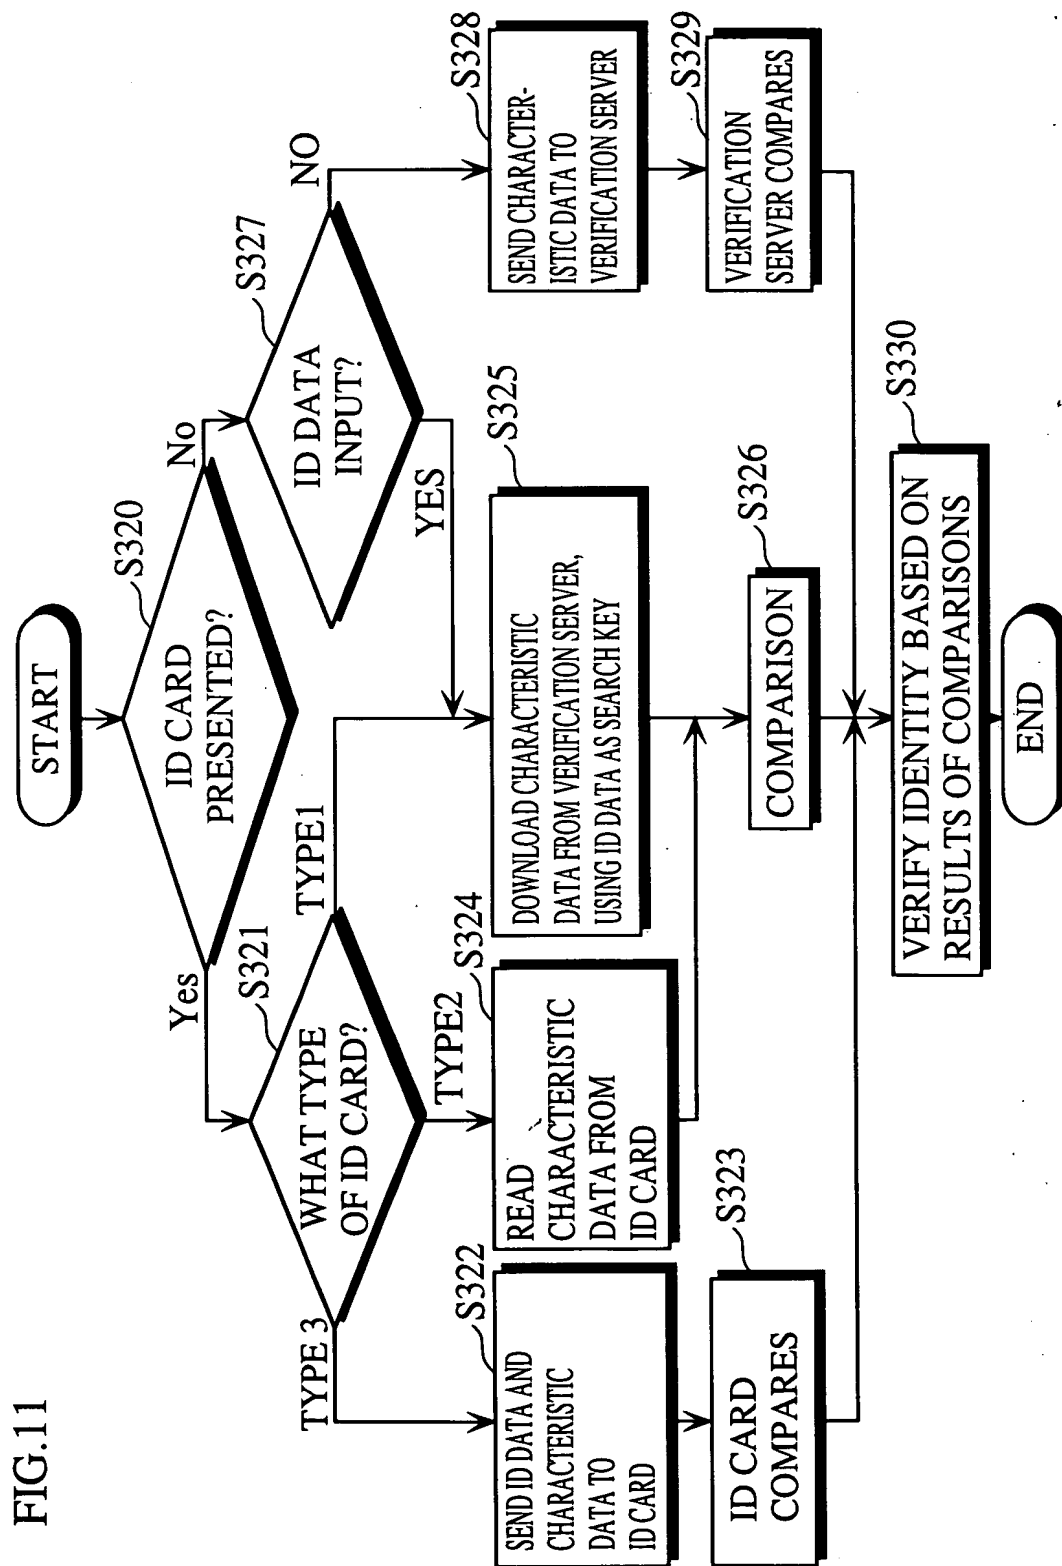 FIG.11
START
S320
ID CARD
PRESENTED?
Yes
No
S321
WHAT TYPE
OF ID CARD?
TYPE 3
TYPE2
TYPE1
S327
ID DATA
INPUT?
YES
NO
S322
SEND ID DATA AND
CHARACTERISTIC
DATA TO
ID CARD
S324
READ
CHARACTERISTIC
DATA FROM
ID CARD
S325
DOWNLOAD CHARACTERISTIC
DATA FROM VERIFICATION SERVER,
USING ID DATA AS SEARCH KEY
S328
SEND CHARACTER-
ISTIC DATA TO
VERIFICATION SERVER
S323
ID CARD
COMPARES
S326
COMPARISON
S329
VERIFICATION
SERVER COMPARES
S330
VERIFY IDENTITY BASED ON
RESULTS OF COMPARISONS
END